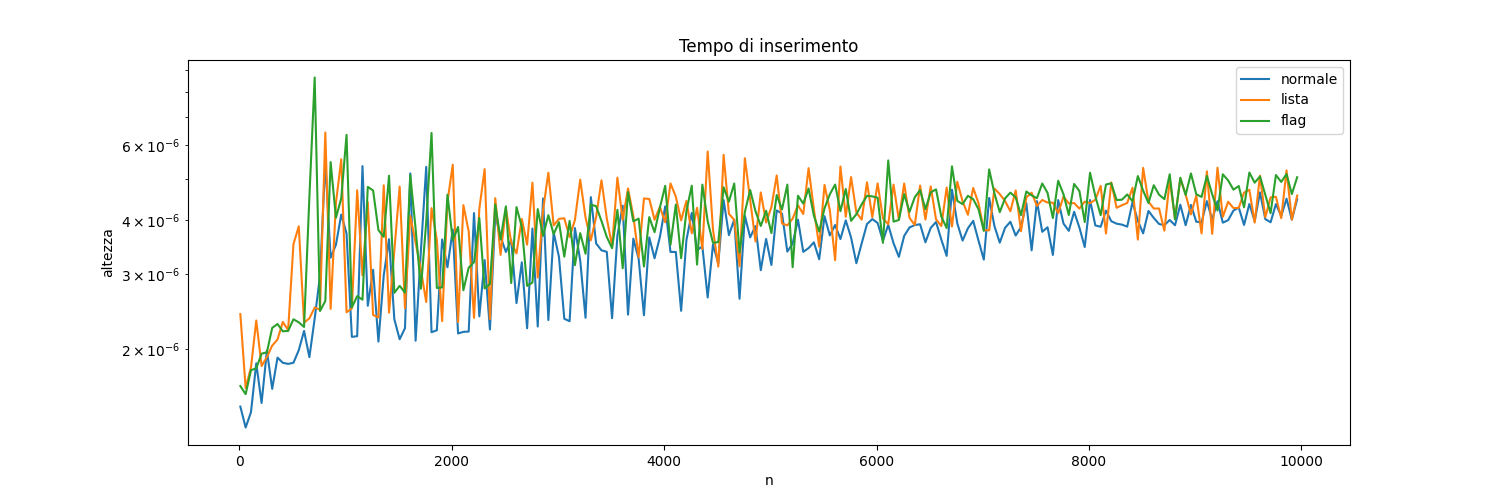 Tempo di inserimento
normale
lista
flag
6 × 10⁻⁶
4 × 10⁻⁶
3 × 10⁻⁶
2 × 10⁻⁶
altezza
0 2000 4000 6000 8000 10000
n